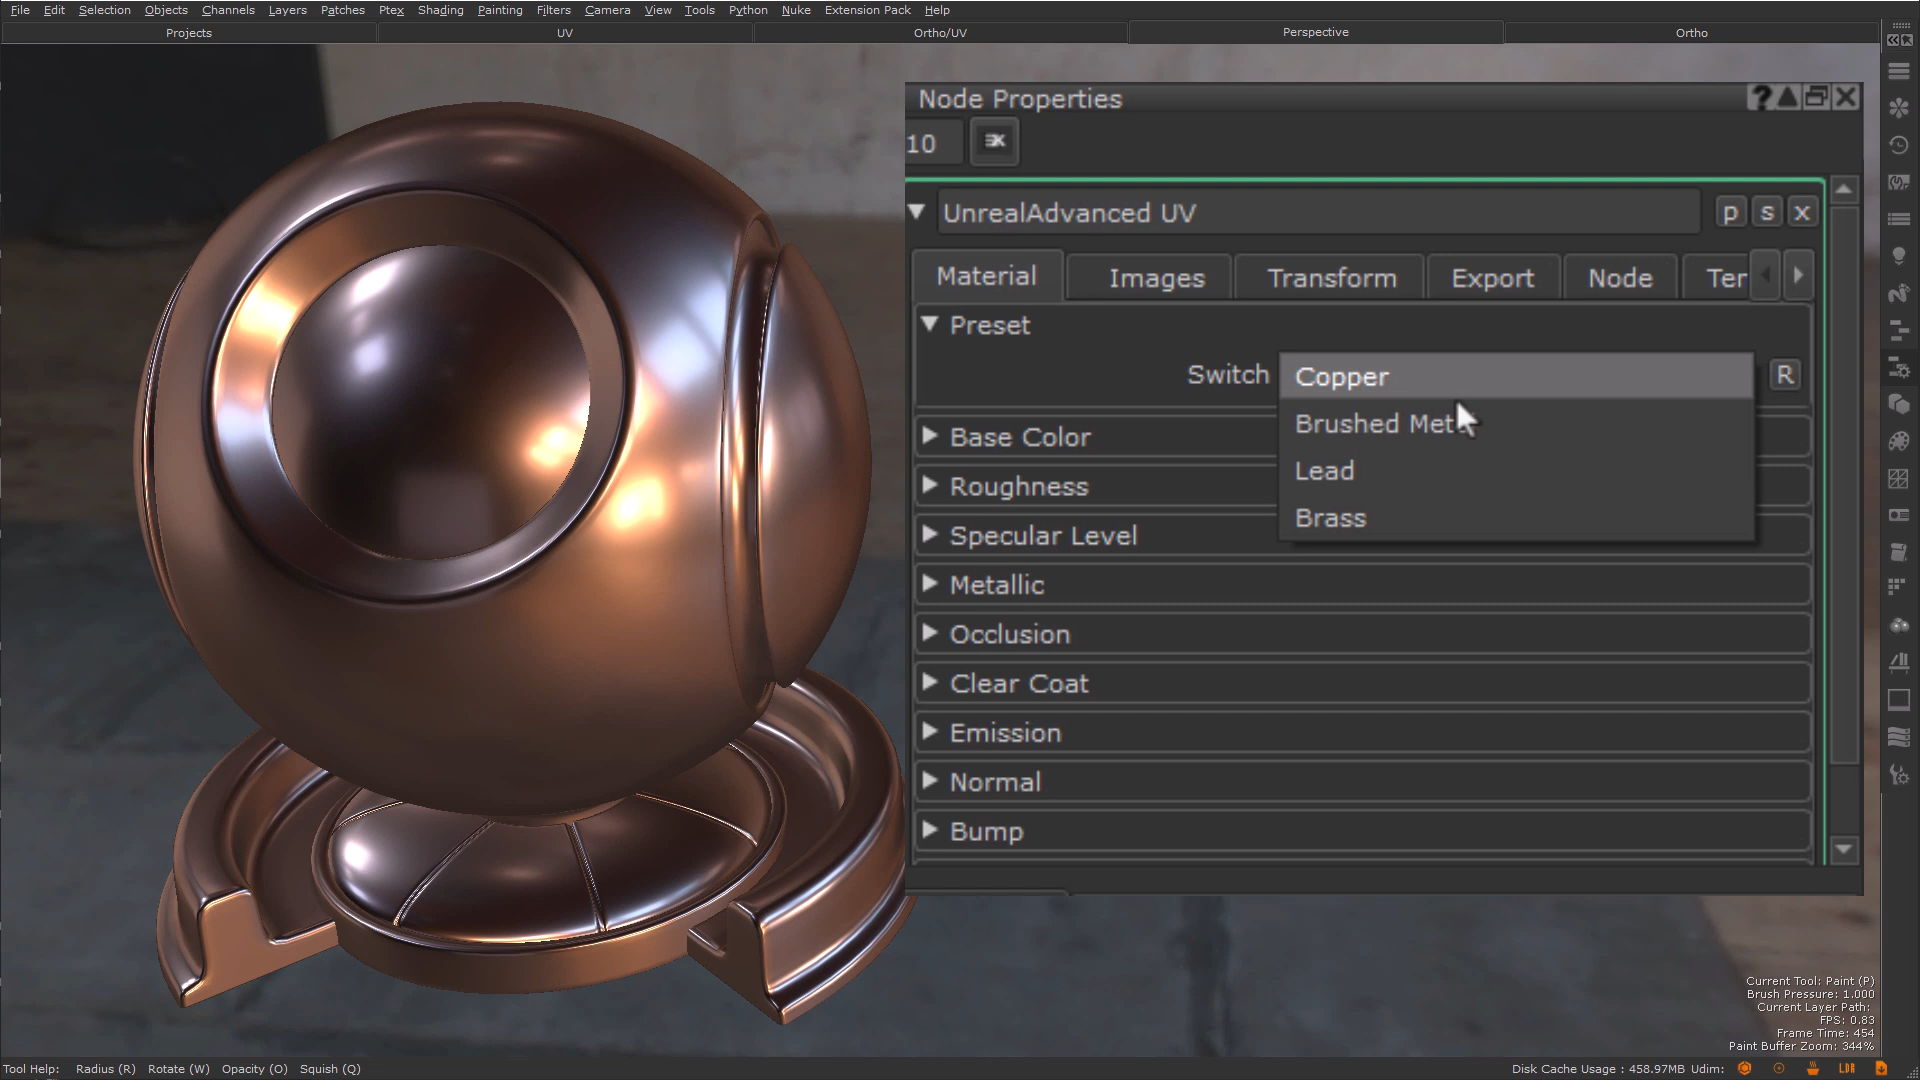 File Edit Selection Objects Channels Layers Patches Ptex Shading Painting Filters Camera View Tools Python Nuke Extension Pack Help
Projects UV Ortho/UV Perspective Ortho
Node Properties
10
UnrealAdvanced UV p s x
Material Images Transform Export Node Ter
Preset
Switch Copper R
Brushed Met
Lead
Brass
Base Color
Roughness
Specular Level
Metallic
Occlusion
Clear Coat
Emission
Normal
Bump
Current Tool: Paint (P)
Brush Pressure: 1.000
Current Layer Path:
FPS: 0.83
Frame Time: 454
Paint Buffer Zoom: 344%
Tool Help: Radius (R) Rotate (W) Opacity (O) Squish (Q) Disk Cache Usage : 458.97MB Udim: LDR